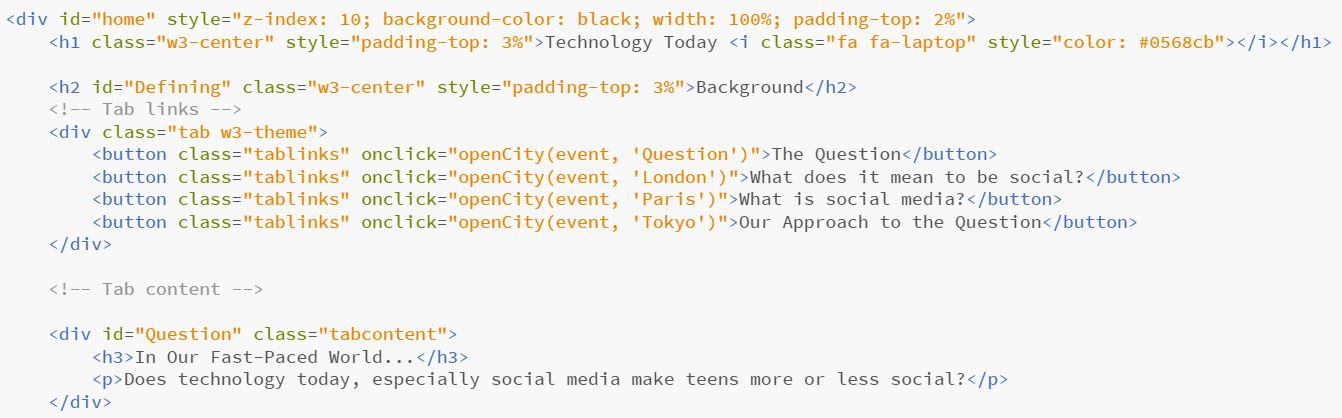 <div id="home" style="z-index: 10; background-color: black; width: 100%; padding-top: 2%">
    <h1 class="w3-center" style="padding-top: 3%">Technology Today <i class="fa fa-laptop" style="color: #0568cb"></i></h1>

    <h2 id="Defining" class="w3-center" style="padding-top: 3%">Background</h2>
    <!-- Tab links -->
    <div class="tab w3-theme">
        <button class="tablinks" onclick="openCity(event, 'Question')">The Question</button>
        <button class="tablinks" onclick="openCity(event, 'London')">What does it mean to be social?</button>
        <button class="tablinks" onclick="openCity(event, 'Paris')">What is social media?</button>
        <button class="tablinks" onclick="openCity(event, 'Tokyo')">Our Approach to the Question</button>
    </div>

    <!-- Tab content -->

    <div id="Question" class="tabcontent">
        <h3>In Our Fast-Paced World...</h3>
        <p>Does technology today, especially social media make teens more or less social?</p>
    </div>